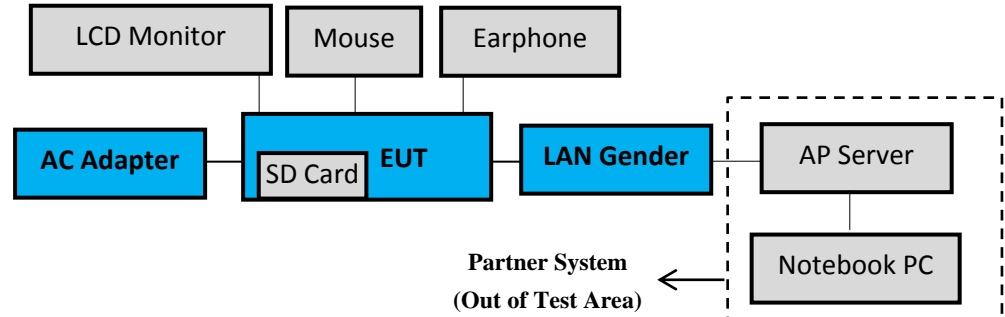 LCD Monitor
Mouse
Earphone
AC Adapter
EUT
SD Card
LAN Gender
AP Server
Notebook PC
Partner System
(Out of Test Area)